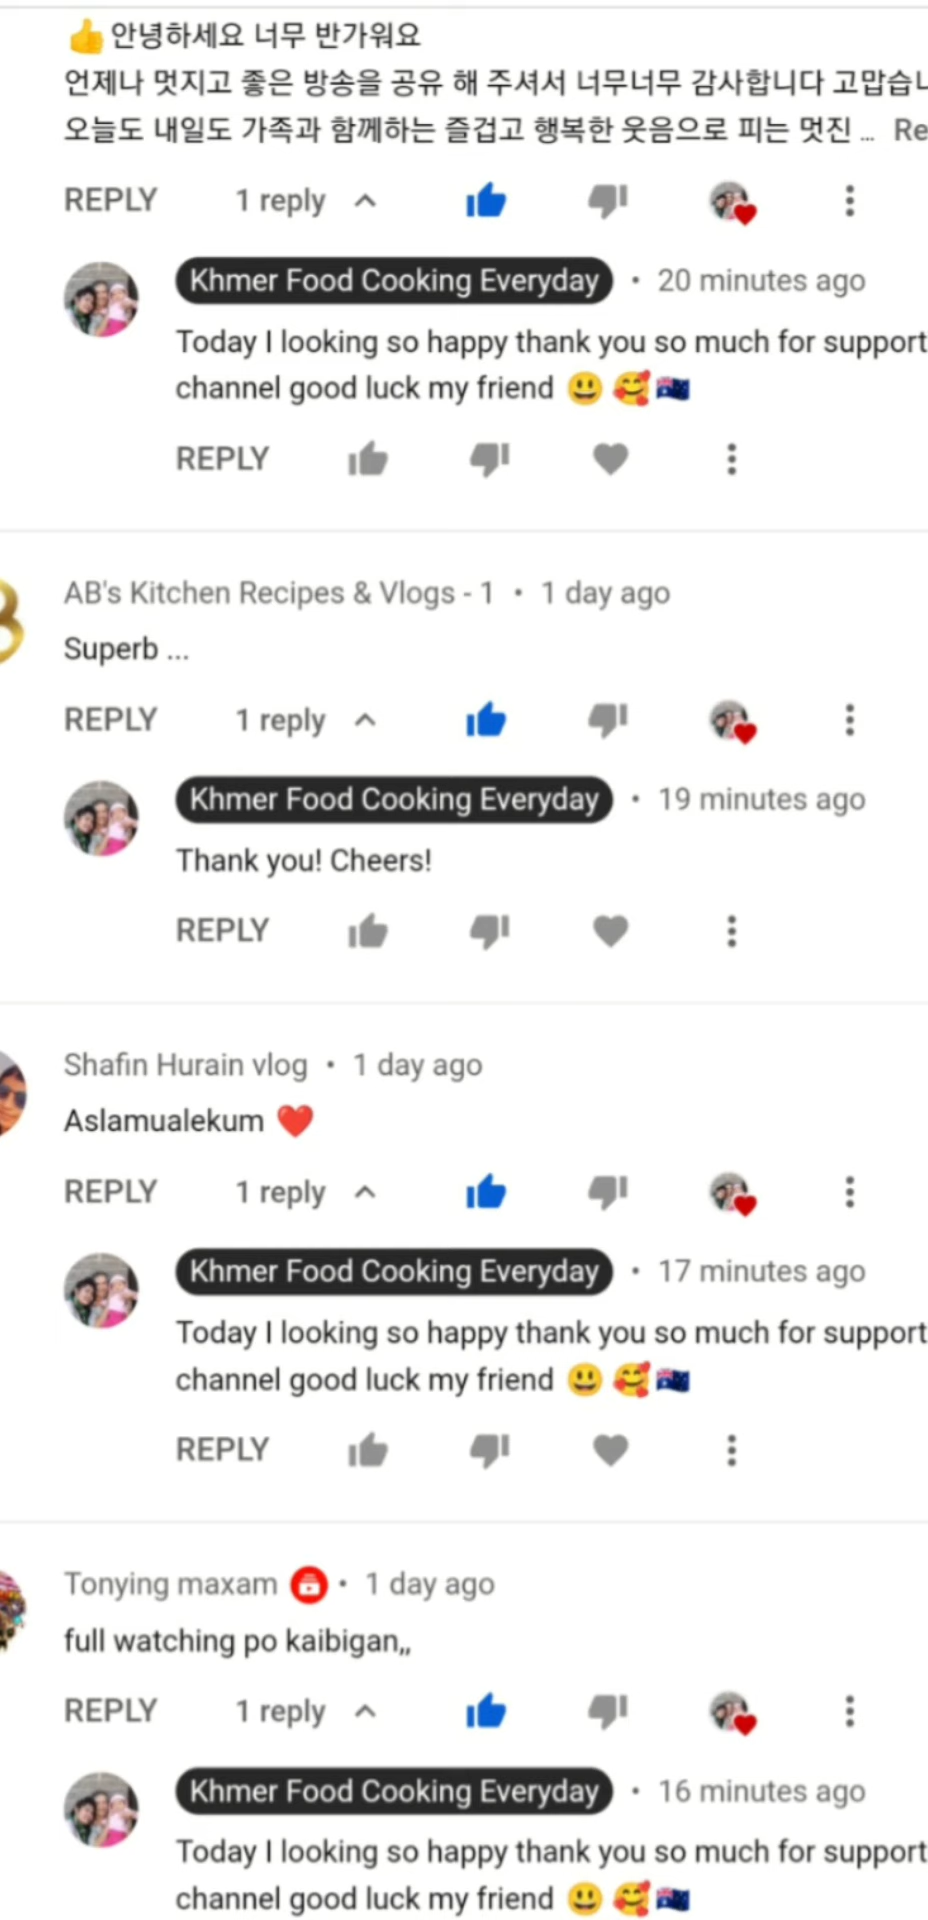 👍안녕하세요 너무 반가워요
언제나 멋지고 좋은 방송을 공유 해 주셔서 너무너무 감사합니다
오늘도 내일도 가족과 함께하는 즐겁고 행복한 웃음으로 피는 멋진 ...
REPLY 1 reply
Khmer Food Cooking Everyday • 20 minutes ago
Today I looking so happy thank you so much for support
channel good luck my friend 😃 🥰 🇦🇺
REPLY
AB's Kitchen Recipes & Vlogs - 1 • 1 day ago
Superb ...
REPLY 1 reply
Khmer Food Cooking Everyday • 19 minutes ago
Thank you! Cheers!
REPLY
Shafin Hurain vlog • 1 day ago
Aslamualekum ❤️
REPLY 1 reply
Khmer Food Cooking Everyday • 17 minutes ago
Today I looking so happy thank you so much for support
channel good luck my friend 😃 🥰 🇦🇺
REPLY
Tonying maxam • 1 day ago
full watching po kaibigan,,
REPLY 1 reply
Khmer Food Cooking Everyday • 16 minutes ago
Today I looking so happy thank you so much for support
channel good luck my friend 😃 🥰 🇦🇺